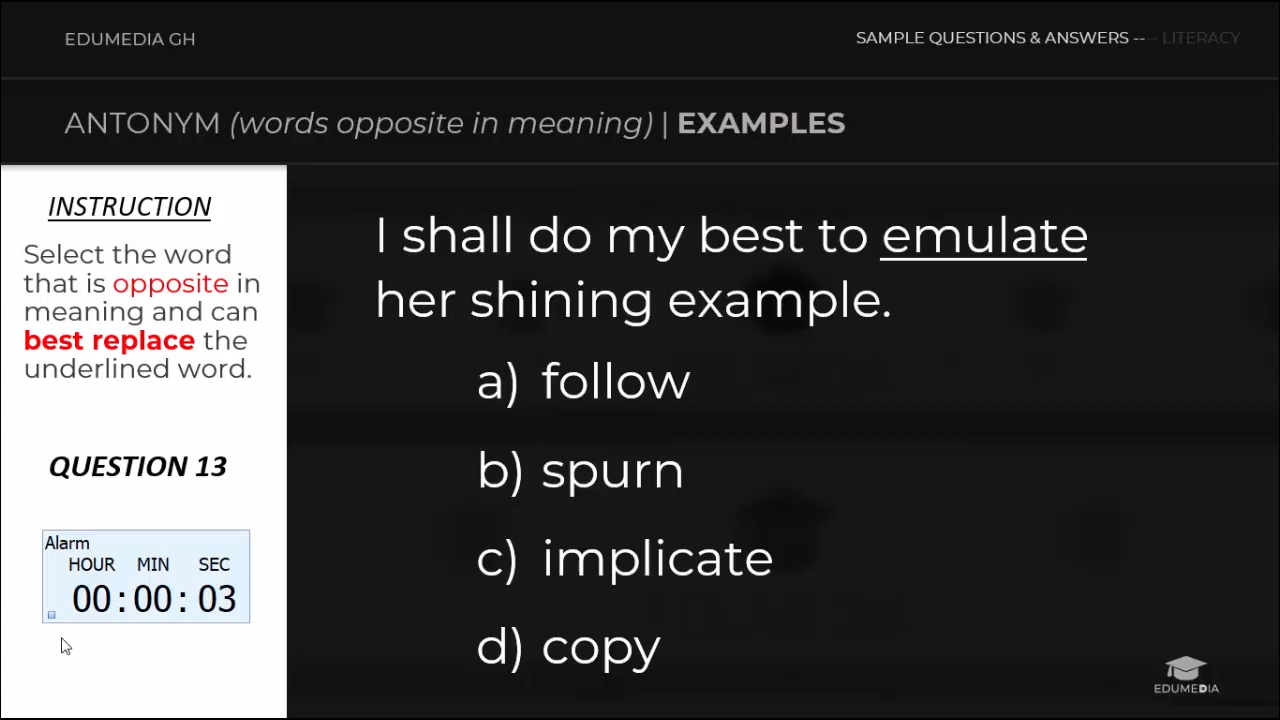 EDUMEDIA GH
SAMPLE QUESTIONS & ANSWERS ---- LITERACY
ANTONYM (words opposite in meaning) | EXAMPLES
INSTRUCTION
Select the word
that is opposite in
meaning and can
best replace the
underlined word.
QUESTION 13
Alarm
HOUR MIN SEC
00:00:03
I shall do my best to emulate
her shining example.
a) follow
b) spurn
c) implicate
d) copy
EDUMEDIA